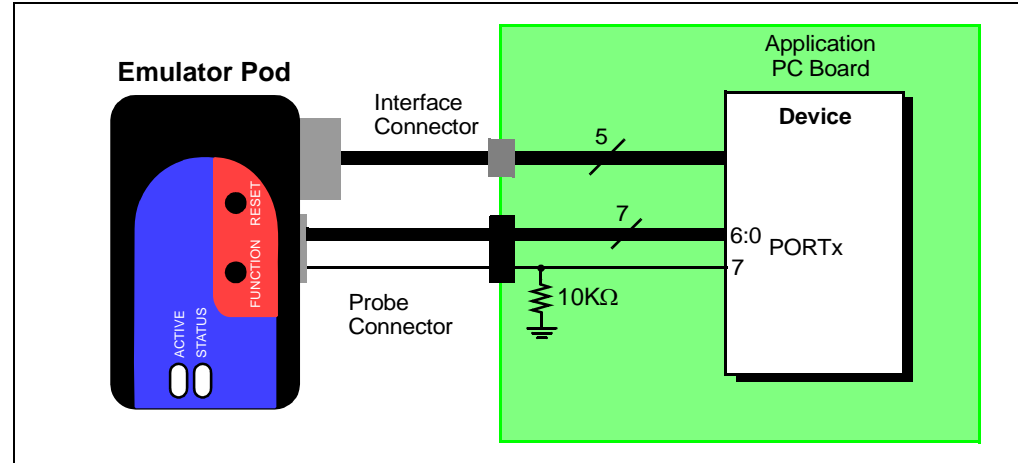 Application
PC Board
Emulator Pod
Interface
Connector
Device
5
RESET
FUNCTION
7
6:0
PORTx
7
10KΩ
Probe
Connector
ACTIVE
STATUS